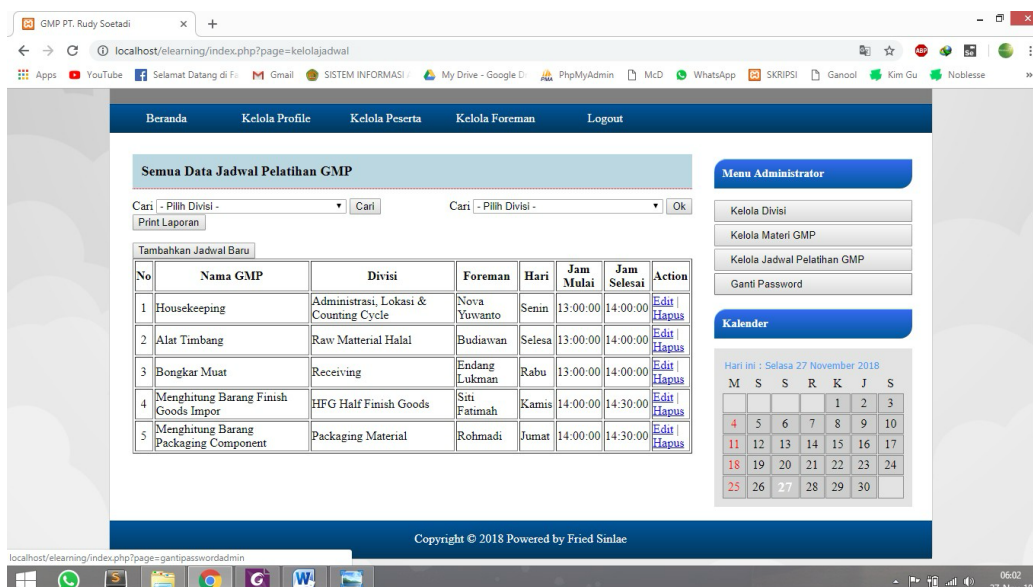 GMP PT. Rudy Soetadi
localhost/elearning/index.php?page=kelolajadwal
ABP
Se
Apps YouTube Selamat Datang di Fa Gmail SISTEM INFORMASI My Drive - Google D PhpMyAdmin McD WhatsApp SKRIPSI Ganool Kim Gu Noblesse
Beranda Kelola Profile Kelola Peserta Kelola Foreman Logout
Semua Data Jadwal Pelatihan GMP
Cari - Pilih Divisi - Cari Cari - Pilih Divisi - Ok
Print Laporan
Tambahkan Jadwal Baru
No Nama GMP Divisi Foreman Hari Jam Mulai Jam Selesai Action
1 Housekeeping Administrasi, Lokasi & Counting Cycle Nova Yuwanto Senin 13:00:00 14:00:00 Edit | Hapus
2 Alat Timbang Raw Matterial Halal Budiawan Selesa 13:00:00 14:00:00 Edit | Hapus
3 Bongkar Muat Receiving Endang Lukman Rabu 13:00:00 14:00:00 Edit | Hapus
4 Menghitung Barang Finish Goods Impor HFG Half Finish Goods Siti Fatimah Kamis 14:00:00 14:30:00 Edit | Hapus
5 Menghitung Barang Packaging Component Packaging Material Rohmadi Jumat 14:00:00 14:30:00 Edit | Hapus
Menu Administrator
Kelola Divisi
Kelola Materi GMP
Kelola Jadwal Pelatihan GMP
Ganti Password
Kalender
Hari ini : Selasa 27 November 2018
M S S R K J S
1 2 3
4 5 6 7 8 9 10
11 12 13 14 15 16 17
18 19 20 21 22 23 24
25 26 27 28 29 30
Copyright © 2018 Powered by Fried Sinlae
localhost/elearning/index.php?page=gantipasswordadmin
06:02